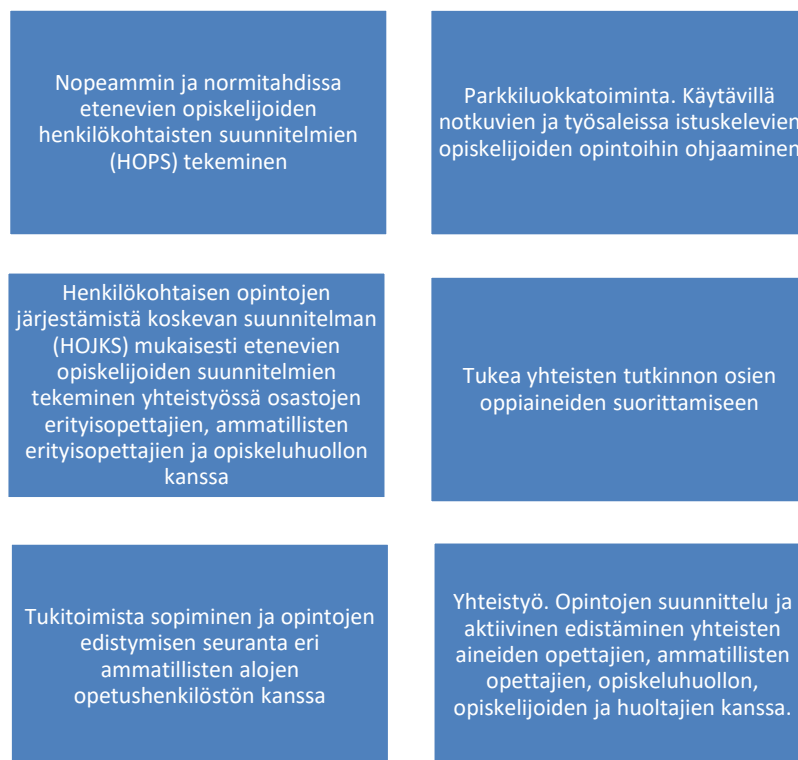 Nopeammin ja normitahdissa
etenevien opiskelijoiden
henkilökohtaisten suunnitelmien
(HOPS) tekeminen
Parkkiluokkatoiminta. Käytävillä
notkuvien ja työsaleissa istuskelevien
opiskelijoiden opintoihin ohjaaminen
Henkilökohtaisen opintojen
järjestämistä koskevan suunnitelman
(HOJKS) mukaisesti etenevien
opiskelijoiden suunnitelmien
tekeminen yhteistyössä osastojen
erityisopettajien, ammatillisten
erityisopettajien ja opiskeluhuollon
kanssa
Tukea yhteisten tutkinnon osien
oppiaineiden suorittamiseen
Tukitoimista sopiminen ja opintojen
edistymisen seuranta eri
ammatillisten alojen
opetushenkilöstön kanssa
Yhteistyö. Opintojen suunnittelu ja
aktiivinen edistäminen yhteisten
aineiden opettajien, ammatillisten
opettajien, opiskeluhuollon,
opiskelijoiden ja huoltajien kanssa.